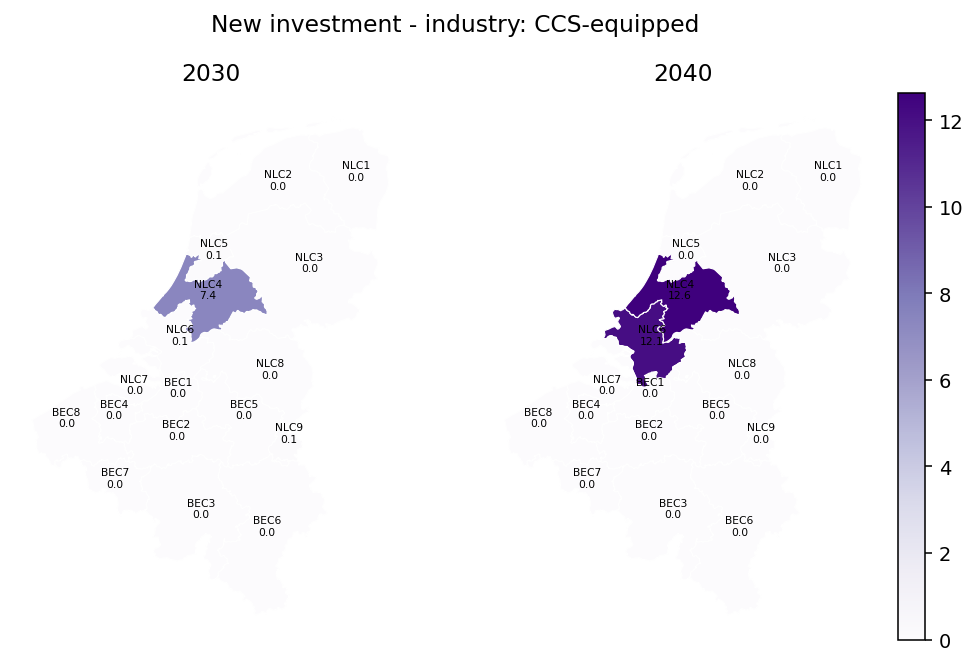 New investment - industry: CCS-equipped
2030
NLC1
0.0
NLC2
0.0
NLC5
0.1
NLC3
0.0
NLC4
7.4
NLC6
0.1
NLC8
0.0
NLC7
0.0
BEC1
0.0
BEC4
0.0
BEC5
0.0
BEC8
0.0
BEC2
0.0
NLC9
0.1
BEC7
0.0
BEC3
0.0
BEC6
0.0
2040
NLC1
0.0
NLC2
0.0
NLC5
0.0
NLC3
0.0
NLC4
12.6
NLC6
12.1
NLC8
0.0
NLC7
0.0
BEC1
0.0
BEC4
0.0
BEC5
0.0
BEC8
0.0
BEC2
0.0
NLC9
0.0
BEC7
0.0
BEC3
0.0
BEC6
0.0
12
10
8
6
4
2
0